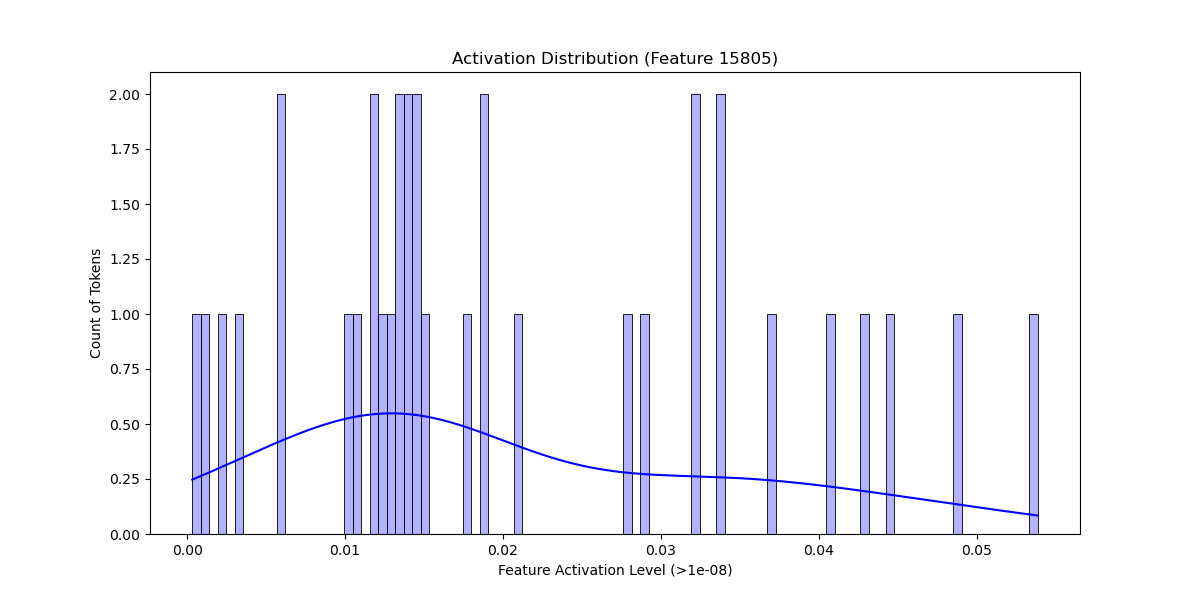 Activation Distribution (Feature 15805)
2.00
1.75
1.50
1.25
1.00
0.75
0.50
0.25
0.00
Count of Tokens
0.00 0.01 0.02 0.03 0.04 0.05
Feature Activation Level (>1e-08)